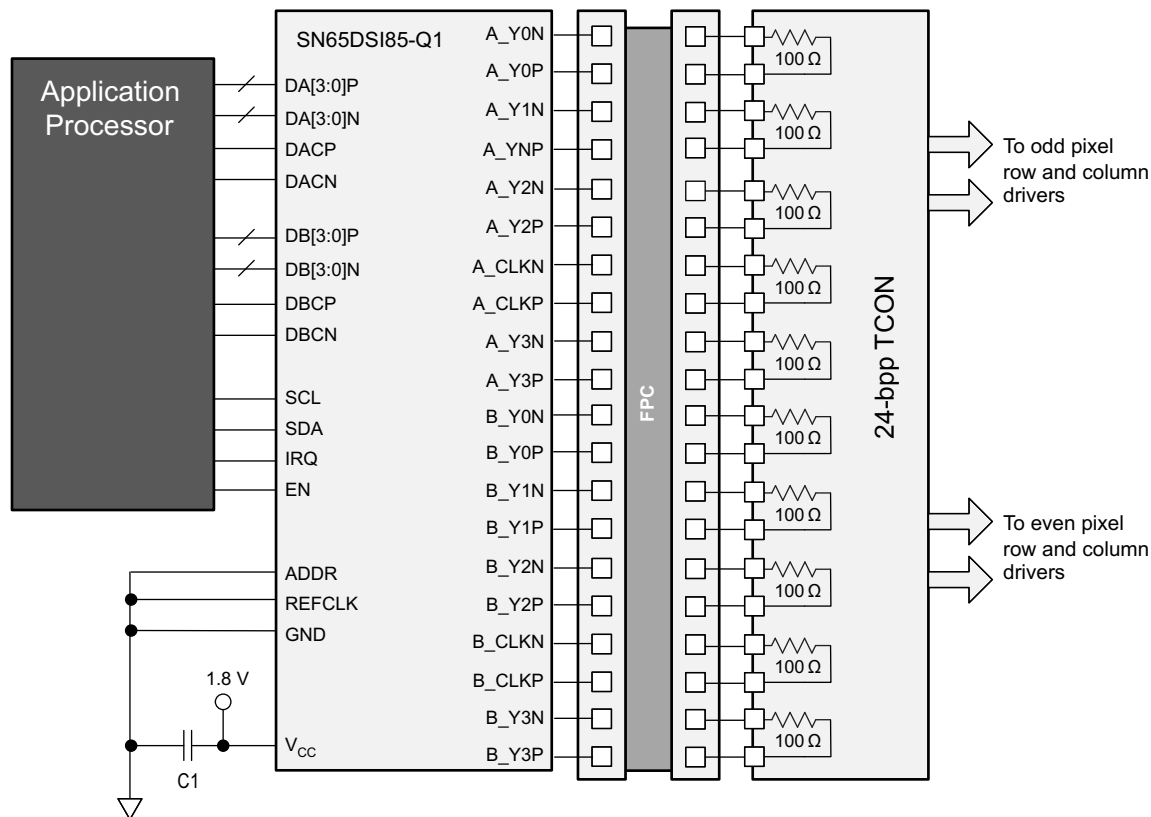 SN65DSI85-Q1
Application
Processor
DA[3:0]P
DA[3:0]N
DACP
DACN
DB[3:0]P
DB[3:0]N
DBCP
DBCN
SCL
SDA
IRQ
EN
ADDR
REFCLK
GND
1.8 V
VCC
C1
A_Y0N
A_Y0P
A_Y1N
A_YNP
A_Y2N
A_Y2P
A_CLKN
A_CLKP
A_Y3N
A_Y3P
B_Y0N
B_Y0P
B_Y1N
B_Y1P
B_Y2N
B_Y2P
B_CLKN
B_CLKP
B_Y3N
B_Y3P
FPC
100 Ω
100 Ω
100 Ω
100 Ω
100 Ω
100 Ω
100 Ω
100 Ω
100 Ω
100 Ω
24-bpp TCON
To odd pixel
row and column
drivers
To even pixel
row and column
drivers